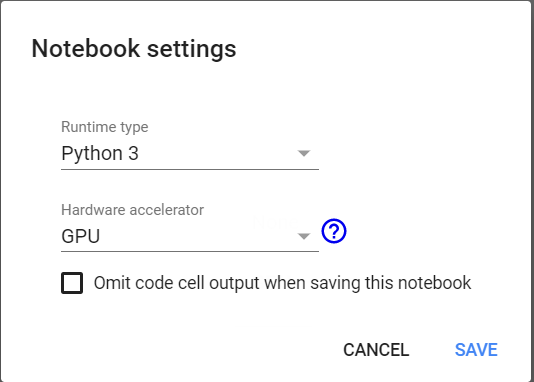 Notebook settings
Runtime type
Python 3
Hardware accelerator
GPU
?
Omit code cell output when saving this notebook
CANCEL SAVE